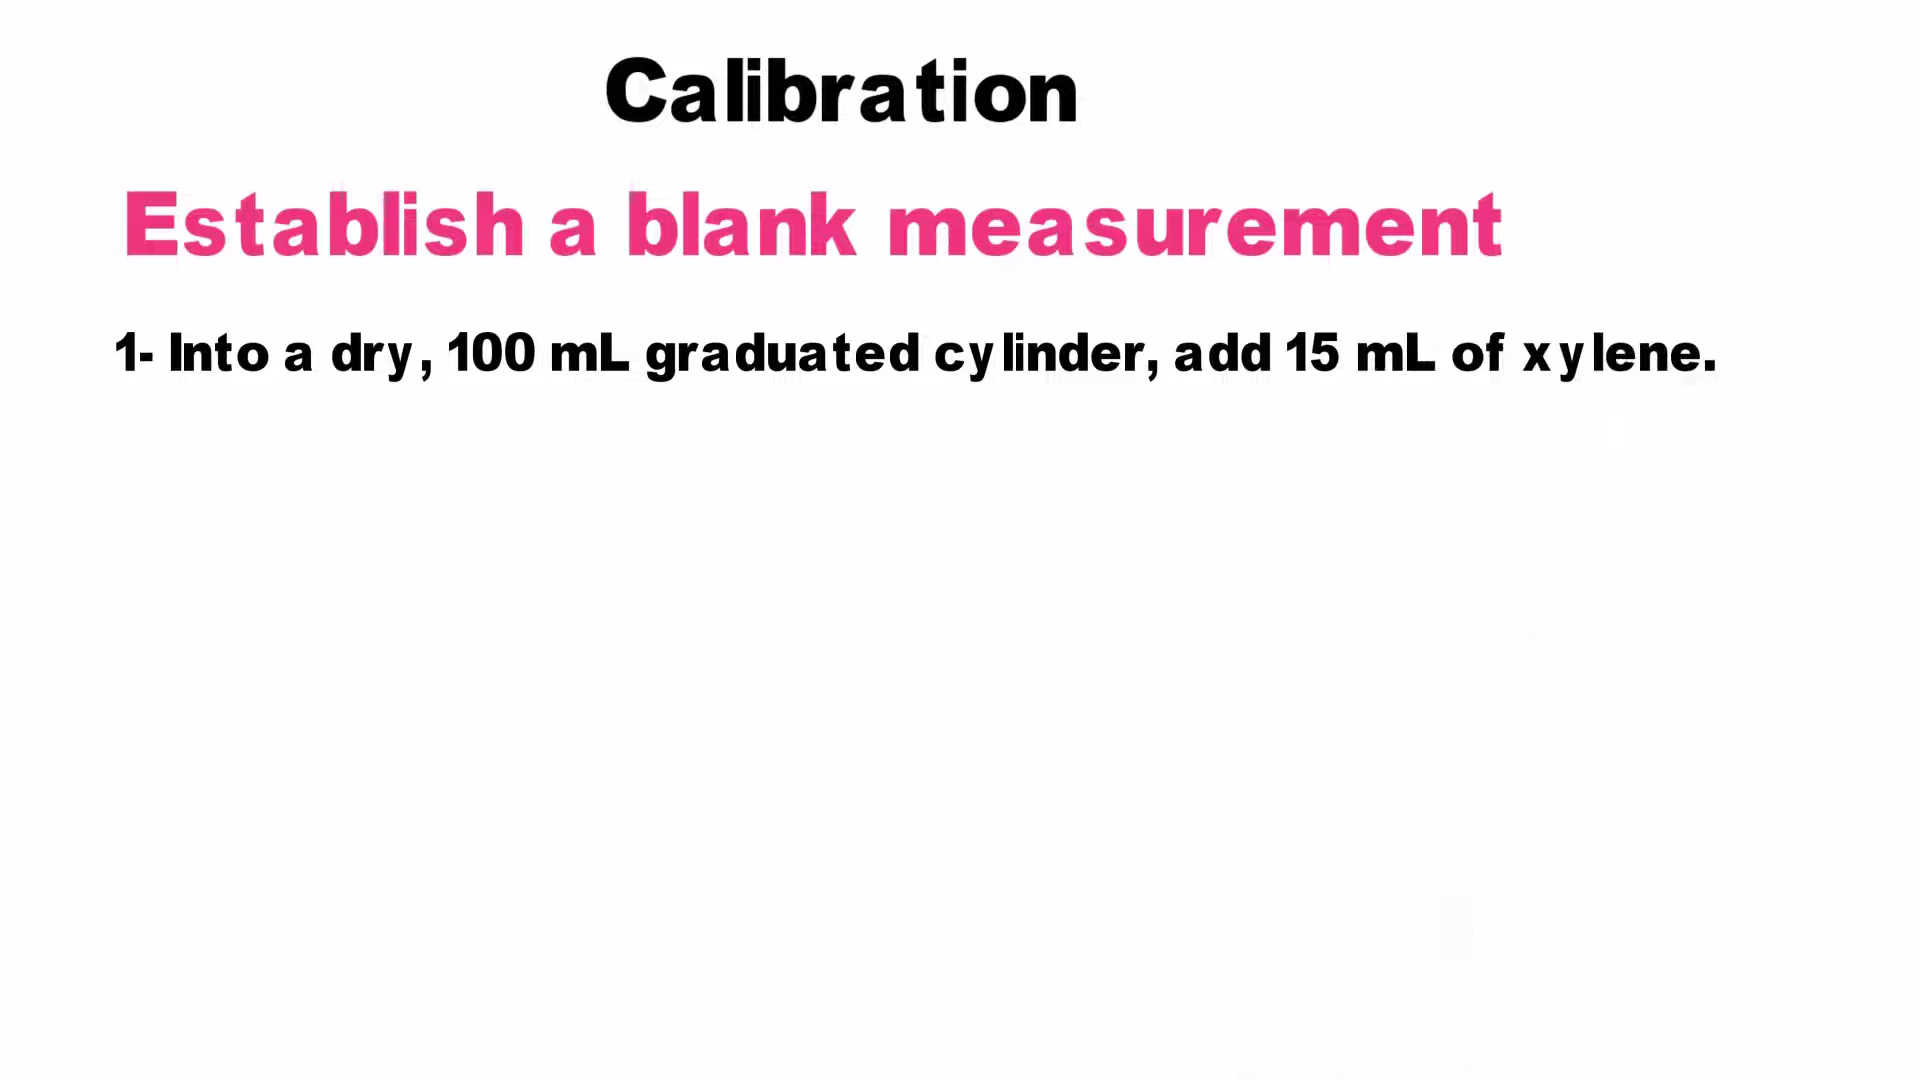 Calibration
Establish a blank measurement
1- Into a dry, 100 mL graduated cylinder, add 15 mL of xylene.